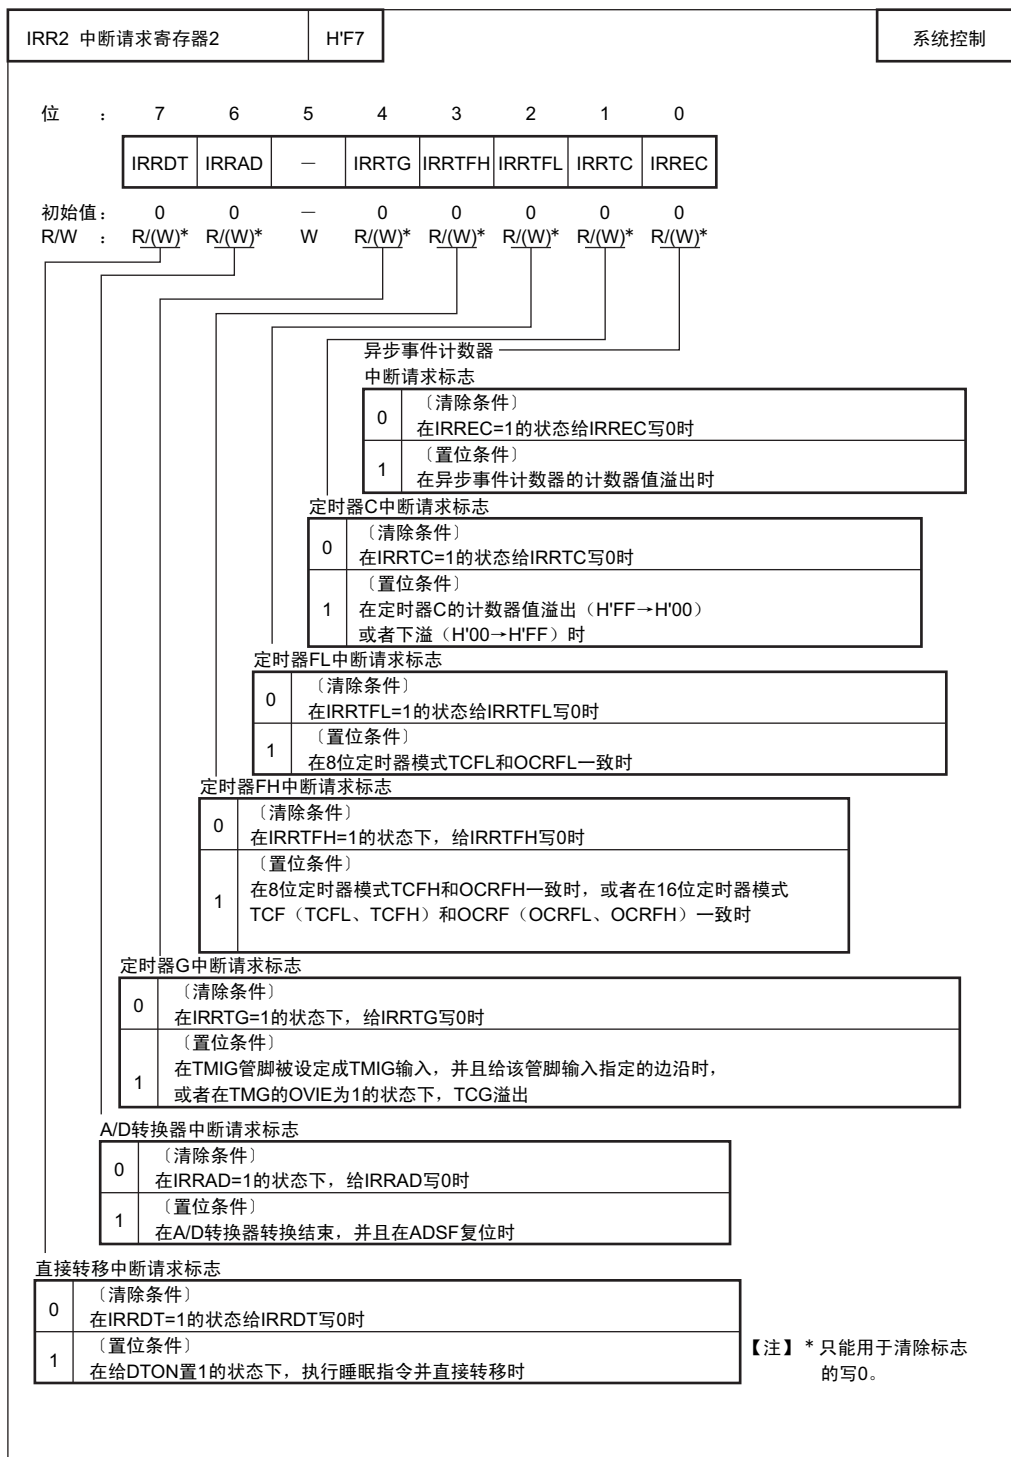 IRR2 中断请求寄存器2 H'F7 系统控制
位 : 7 6 5 4 3 2 1 0
IRRDT IRRAD — IRRTG IRRTFH IRRTFL IRRTC IRREC
初始值: 0 0 — 0 0 0 0 0
R/W : R/(W)* R/(W)* W R/(W)* R/(W)* R/(W)* R/(W)* R/(W)*
异步事件计数器
中断请求标志
0 〔清除条件〕
在IRREC=1的状态给IRREC写0时
1 〔置位条件〕
在异步事件计数器的计数器值溢出时
定时器C中断请求标志
0 〔清除条件〕
在IRRTC=1的状态给IRRTC写0时
1 〔置位条件〕
在定时器C的计数器值溢出（H'FF→H'00）
或者下溢（H'00→H'FF）时
定时器FL中断请求标志
0 〔清除条件〕
在IRRTFL=1的状态给IRRTFL写0时
1 〔置位条件〕
在8位定时器模式TCFL和OCRFL一致时
定时器FH中断请求标志
0 〔清除条件〕
在IRRTFH=1的状态下，给IRRTFH写0时
1 〔置位条件〕
在8位定时器模式TCFH和OCRFH一致时，或者在16位定时器模式
TCF（TCFL、TCFH）和OCRF（OCRFL、OCRFH）一致时
定时器G中断请求标志
0 〔清除条件〕
在IRRTG=1的状态下，给IRRTG写0时
1 〔置位条件〕
在TMIG管脚被设定成TMIG输入，并且给该管脚输入指定的边沿时，
或者在TMG的OVIE为1的状态下，TCG溢出
A/D转换器中断请求标志
0 〔清除条件〕
在IRRAD=1的状态下，给IRRAD写0时
1 〔置位条件〕
在A/D转换器转换结束，并且在ADSF复位时
直接转移中断请求标志
0 〔清除条件〕
在IRRDT=1的状态给IRRDT写0时
1 〔置位条件〕
在给DTON置1的状态下，执行睡眠指令并直接转移时
【注】 * 只能用于清除标志
的写0。